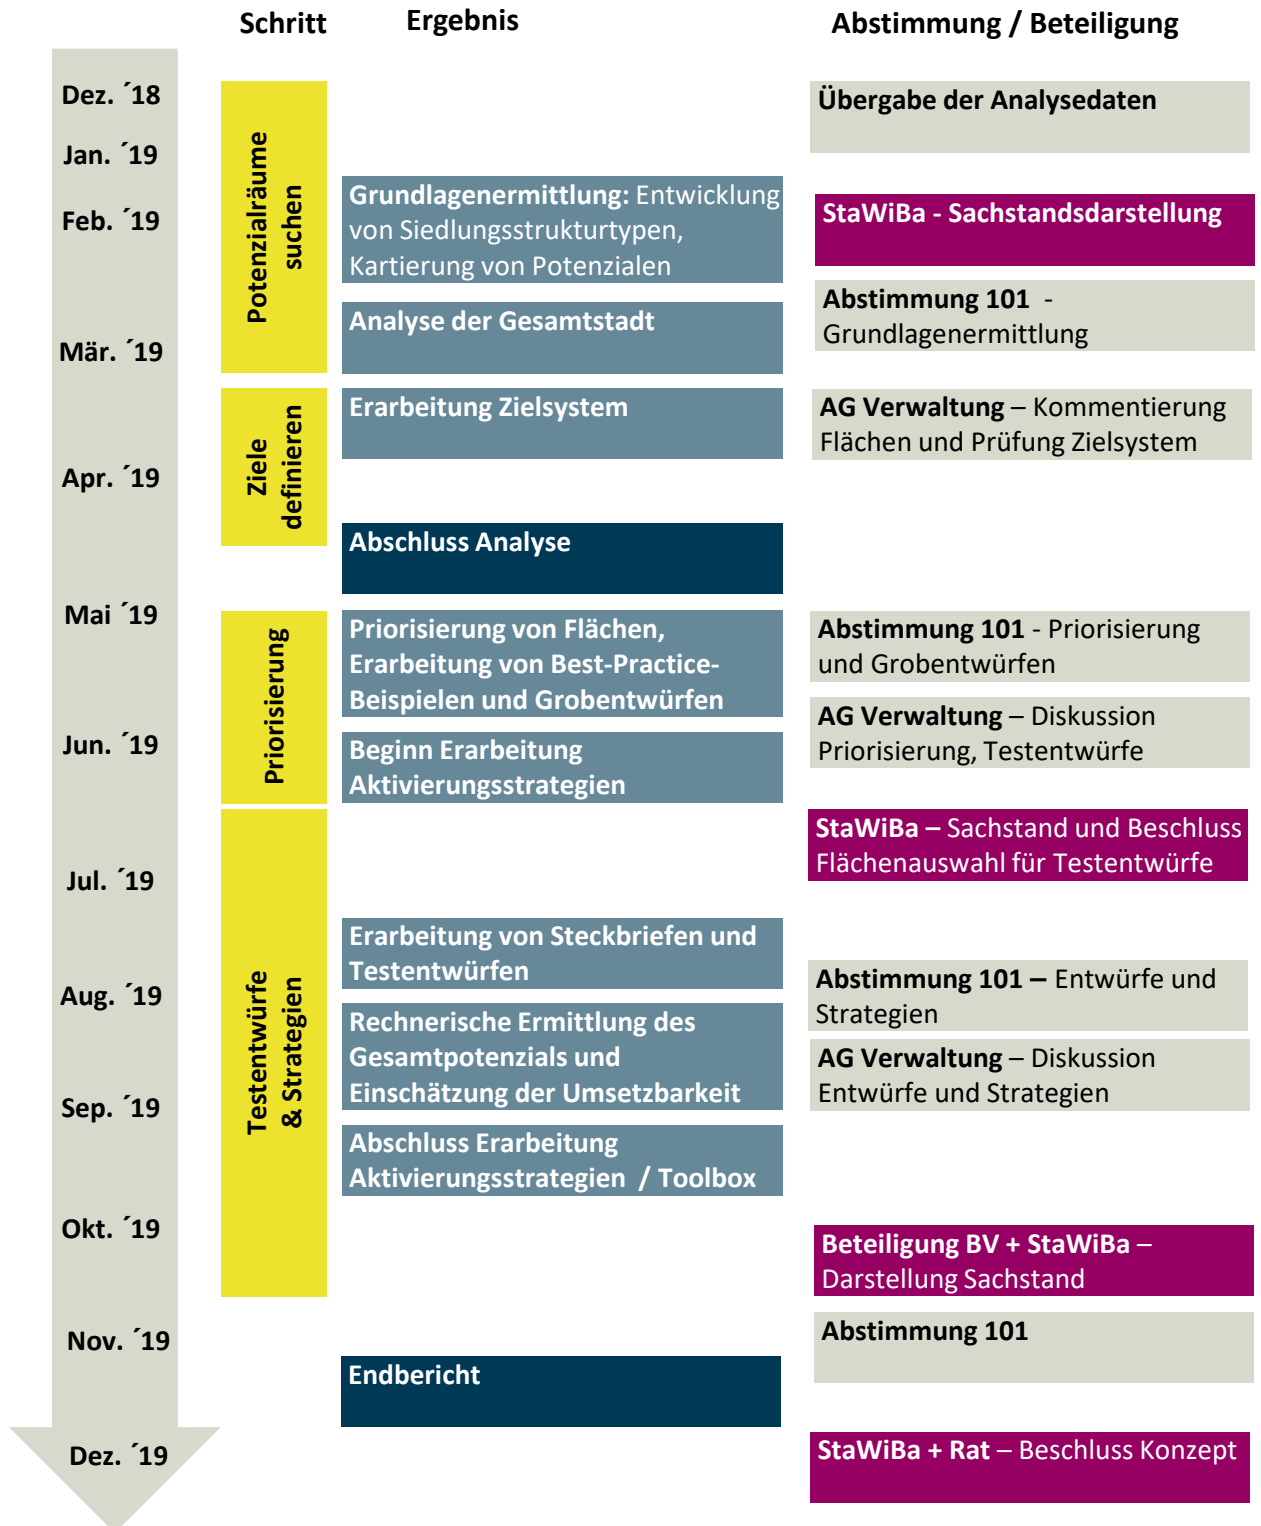 Schritt
Ergebnis
Abstimmung / Beteiligung
Dez. ´18
Jan. ´19
Feb. ´19
Mär. ´19
Apr. ´19
Mai ´19
Jun. ´19
Jul. ´19
Aug. ´19
Sep. ´19
Okt. ´19
Nov. ´19
Dez. ´19
Potenzialräume
suchen
Ziele
definieren
Priorisierung
Testentwürfe
& Strategien
Grundlagenermittlung: Entwicklung
von Siedlungsstrukturtypen,
Kartierung von Potenzialen
Analyse der Gesamtstadt
Erarbeitung Zielsystem
Abschluss Analyse
Priorisierung von Flächen,
Erarbeitung von Best-Practice-
Beispielen und Grobentwürfen
Beginn Erarbeitung
Aktivierungsstrategien
Erarbeitung von Steckbriefen und
Testentwürfen
Rechnerische Ermittlung des
Gesamtpotenzials und
Einschätzung der Umsetzbarkeit
Abschluss Erarbeitung
Aktivierungsstrategien / Toolbox
Endbericht
Übergabe der Analysedaten
StaWiBa - Sachstandsdarstellung
Abstimmung 101 -
Grundlagenermittlung
AG Verwaltung – Kommentierung
Flächen und Prüfung Zielsystem
Abstimmung 101 - Priorisierung
und Grobentwürfen
AG Verwaltung – Diskussion
Priorisierung, Testentwürfe
StaWiBa – Sachstand und Beschluss
Flächenauswahl für Testentwürfe
Abstimmung 101 – Entwürfe und
Strategien
AG Verwaltung – Diskussion
Entwürfe und Strategien
Beteiligung BV + StaWiBa –
Darstellung Sachstand
Abstimmung 101
StaWiBa + Rat – Beschluss Konzept